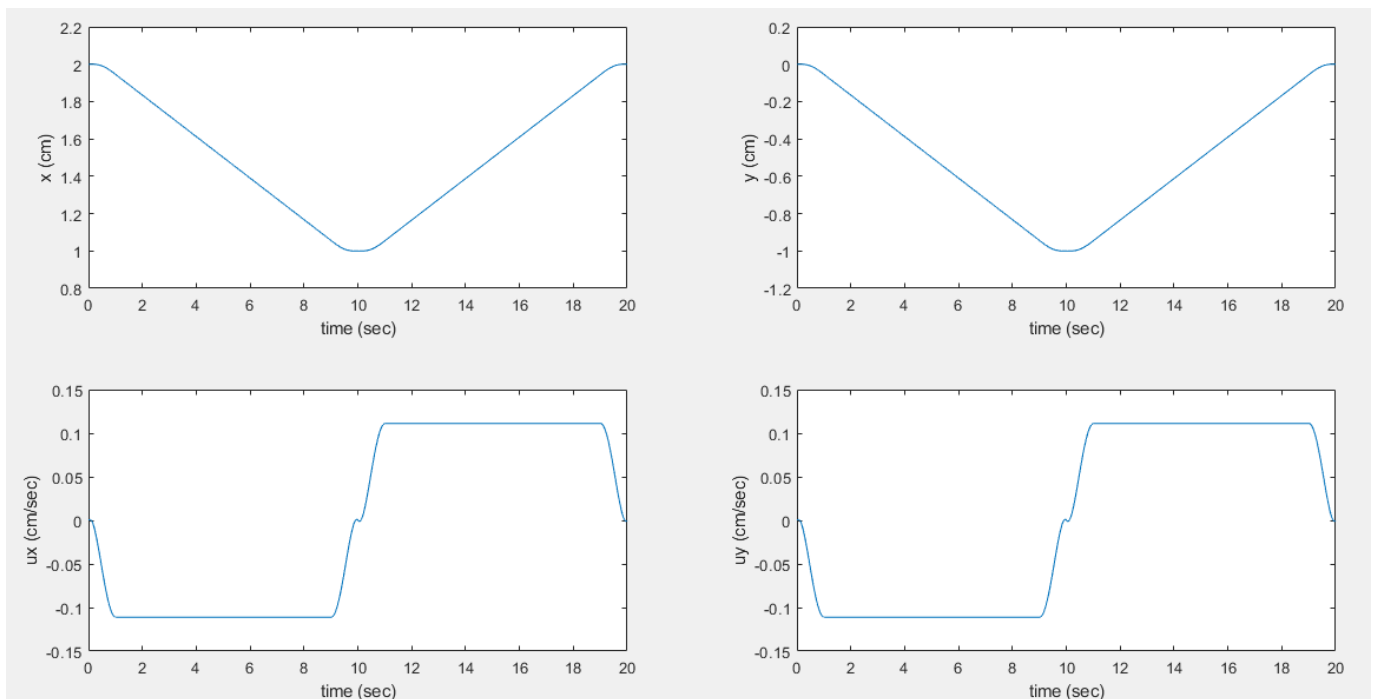 2.2
2
1.8
1.6
1.4
1.2
1
0.8
x (cm)
0 2 4 6 8 10 12 14 16 18 20
time (sec)
0.2
0
-0.2
-0.4
-0.6
-0.8
-1
-1.2
y (cm)
0 2 4 6 8 10 12 14 16 18 20
time (sec)
0.15
0.1
0.05
0
-0.05
-0.1
-0.15
ux (cm/sec)
0 2 4 6 8 10 12 14 16 18 20
time (sec)
0.15
0.1
0.05
0
-0.05
-0.1
-0.15
uy (cm/sec)
0 2 4 6 8 10 12 14 16 18 20
time (sec)